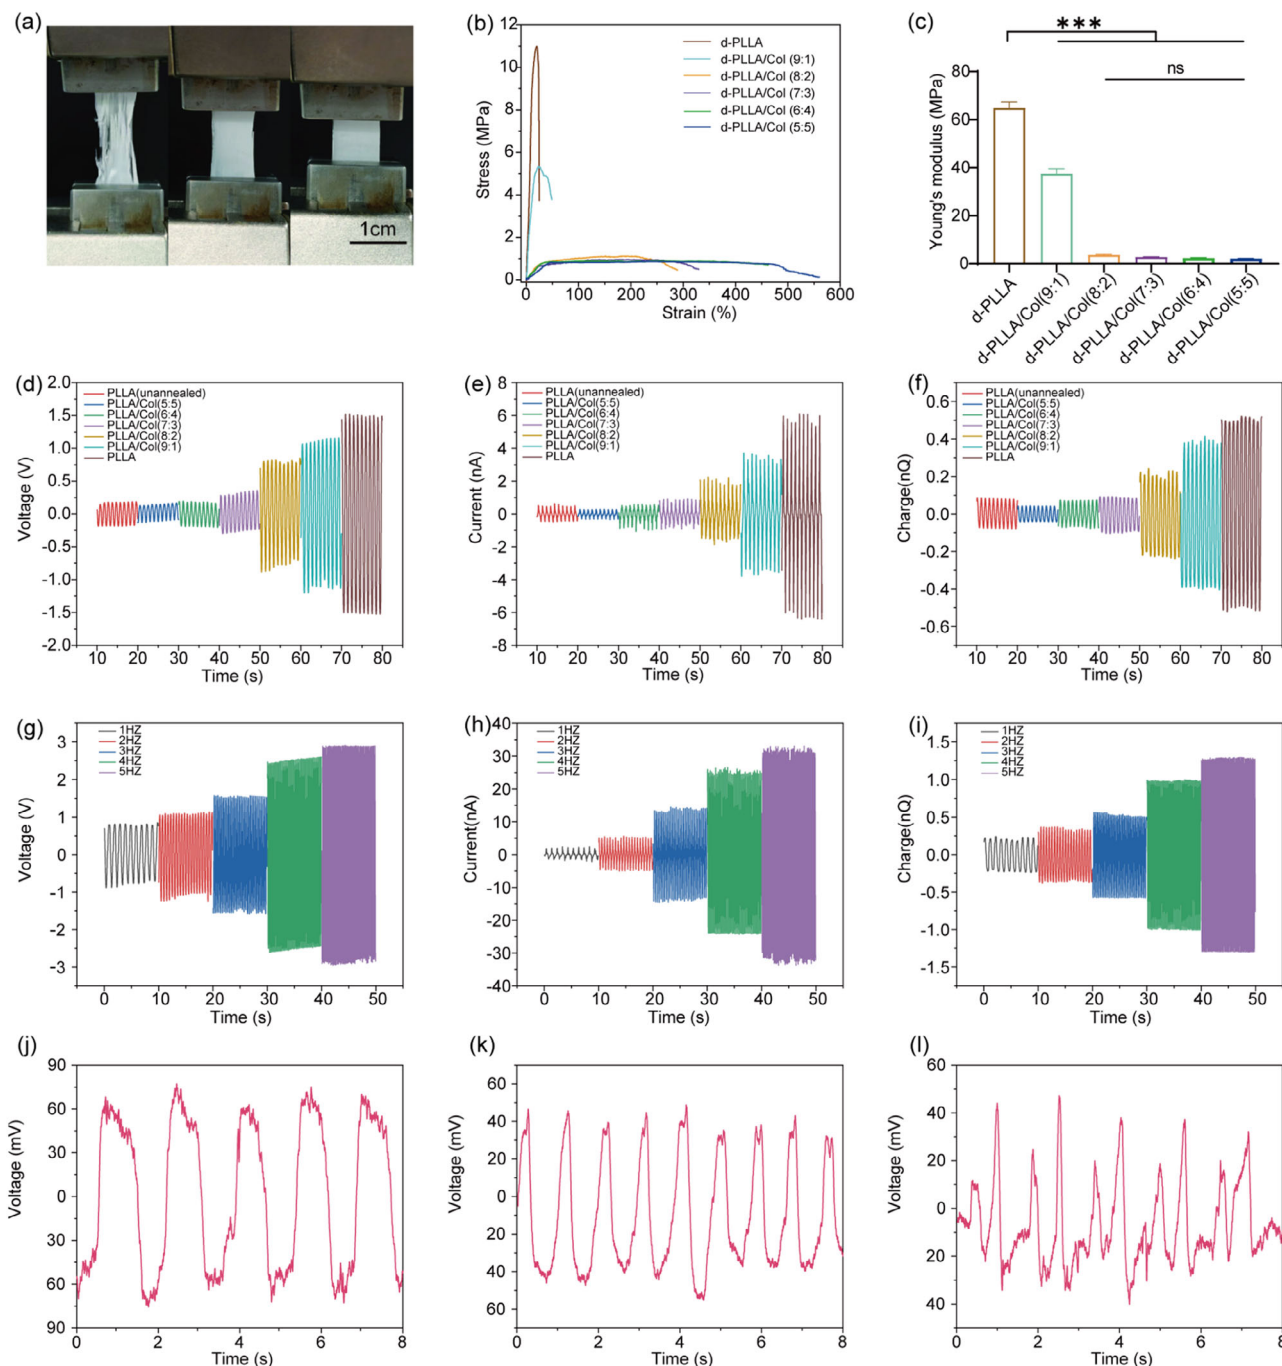 (a)
1cm
(b)
12
10
8
6
4
2
0
Stress (MPa)
d-PLLA
d-PLLA/Col (9:1)
d-PLLA/Col (8:2)
d-PLLA/Col (7:3)
d-PLLA/Col (6:4)
d-PLLA/Col (5:5)
0 100 200 300 400 500 600
Strain (%)
(c)
***
ns
80
60
40
60
0
Young's modulus (MPa)
d-PLLA
d-PLLA/Col(9:1)
d-PLLA/Col(8:2)
d-PLLA/Col(7:3)
d-PLLA/Col(6:4)
d-PLLA/Col(5:5)
(d)
2.0
1.5
1.0
0.5
0.0
-0.5
-1.0
-1.5
-2.0
Voltage (V)
PLLA(unannealed)
PLLA/Col(5:5)
PLLA/Col(6:4)
PLLA/Col(7:3)
PLLA/Col(8:2)
PLLA/Col(9:1)
PLLA
10 20 30 40 50 60 70 80
Time (s)
(e)
8
6
4
2
0
-2
-4
-6
-8
Current (nA)
PLLA(unannealed)
PLLA/Col(5:5)
PLLA/Col(6:4)
PLLA/Col(7:3)
PLLA/Col(8:2)
PLLA/Col(9:1)
PLLA
10 20 30 40 50 60 70 80
Time (s)
(f)
0.6
0.4
0.2
0.0
-0.2
-0.4
-0.6
Charge(nQ)
PLLA(unannealed)
PLLA/Col(5:5)
PLLA/Col(6:4)
PLLA/Col(7:3)
PLLA/Col(8:2)
PLLA/Col(9:1)
PLLA
10 20 30 40 50 60 70 80
Time (s)
(g)
3
2
1
0
-1
-2
-3
Voltage (V)
1HZ
2HZ
3HZ
4HZ
5HZ
0 10 20 30 40 50
Time (s)
(h)
40
30
20
10
0
-10
-20
-30
-40
Current(nA)
1HZ
2HZ
3HZ
4HZ
5HZ
0 10 20 30 40 50
Time (s)
(i)
1.5
1.0
0.5
0.0
-0.5
-1.0
-1.5
Charge(nQ)
1HZ
2HZ
3HZ
4HZ
5HZ
0 10 20 30 40 50
Time (s)
(j)
90
60
30
0
30
60
90
Voltage (mV)
0 2 4 6 8
Time (s)
(k)
60
40
20
0
20
40
60
Voltage (mV)
0 2 4 6 8
Time (s)
(l)
60
40
20
0
20
40
Voltage (mV)
0 2 4 6 8
Time (s)